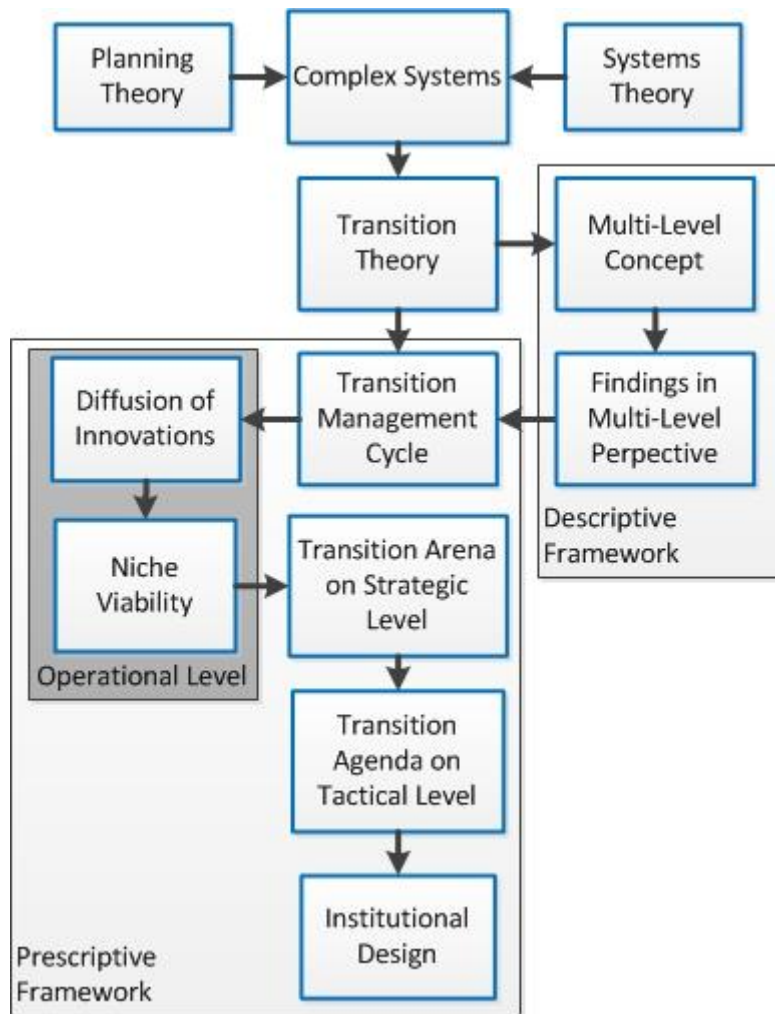 Planning
Theory
Complex Systems
Systems
Theory
Transition
Theory
Multi-Level
Concept
Diffusion of
Innovations
Transition
Management
Cycle
Findings in
Multi-Level
Perpective
Descriptive
Framework
Niche
Viability
Operational Level
Transition Arena
on Strategic
Level
Transition
Agenda on
Tactical Level
Institutional
Design
Prescriptive
Framework